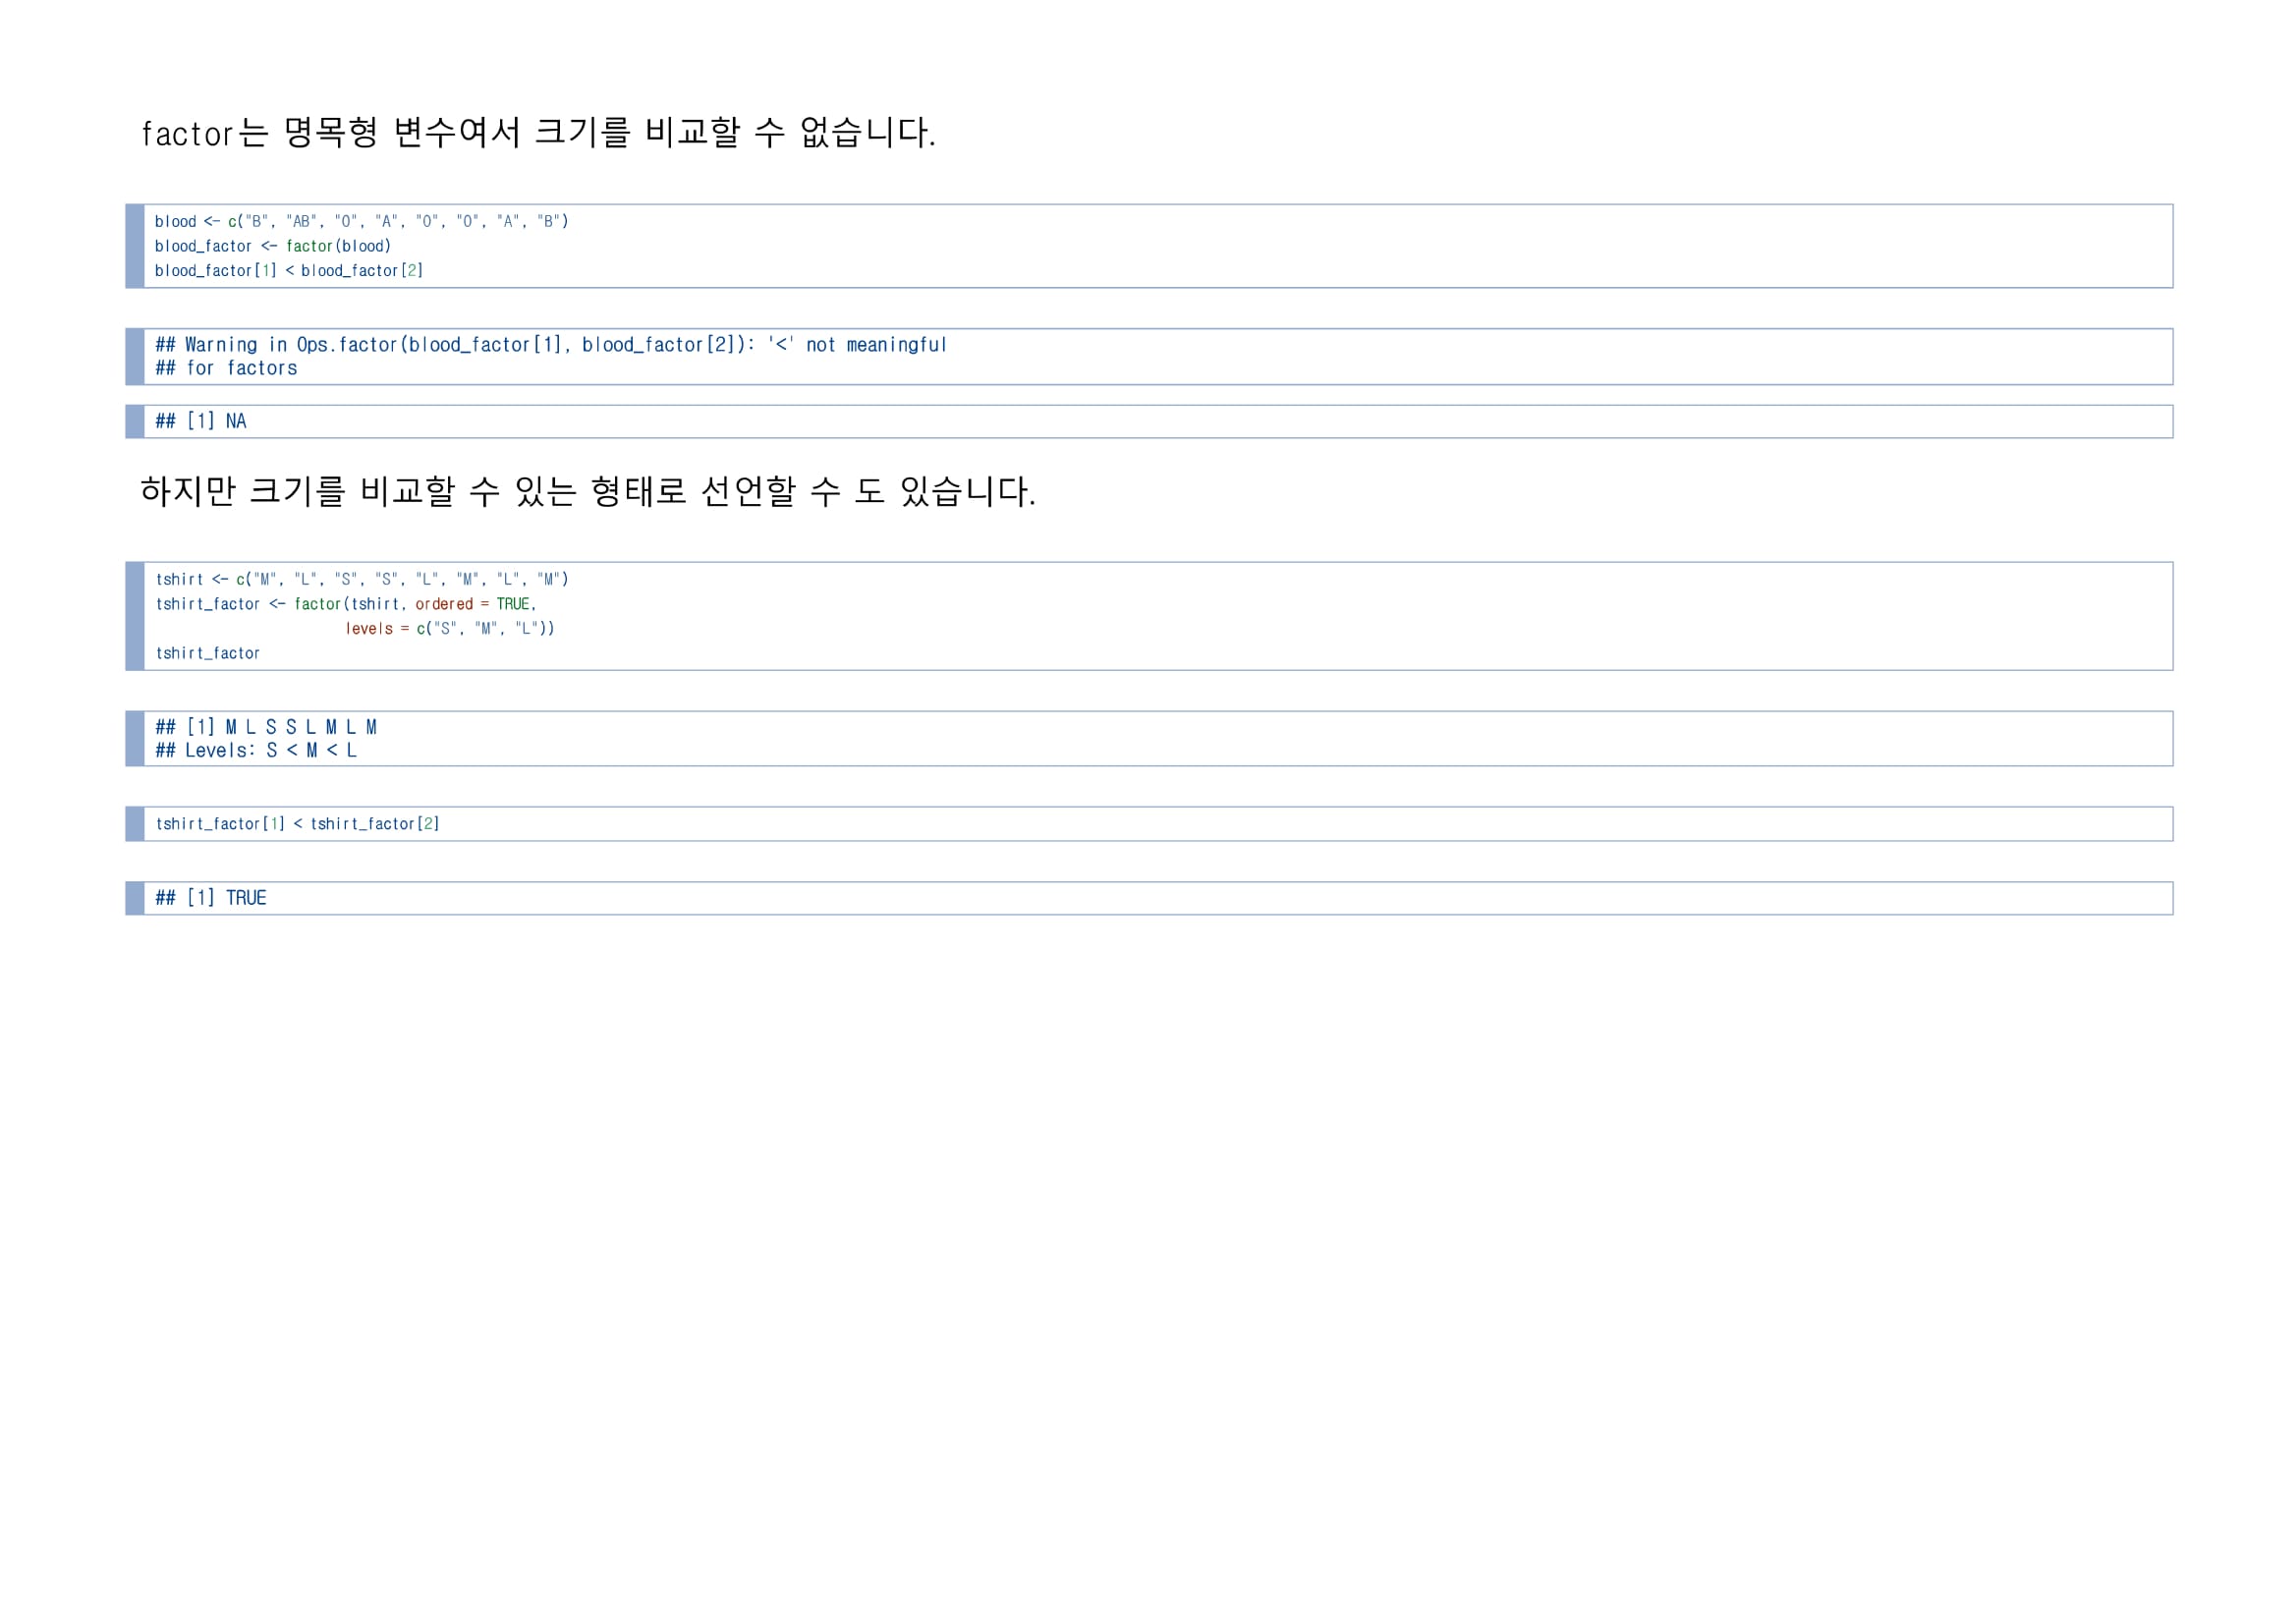 factor는 명목형 변수여서 크기를 비교할 수 없습니다.
blood <- c("B", "AB", "O", "A", "O", "O", "A", "B")
blood_factor <- factor(blood)
blood_factor[1] < blood_factor[2]
## Warning in Ops.factor(blood_factor[1], blood_factor[2]): '<' not meaningful
## for factors
## [1] NA
하지만 크기를 비교할 수 있는 형태로 선언할 수 도 있습니다.
tshirt <- c("M", "L", "S", "S", "L", "M", "L", "M")
tshirt_factor <- factor(tshirt, ordered = TRUE,
levels = c("S", "M", "L"))
tshirt_factor
## [1] M L S S L M L M
## Levels: S < M < L
tshirt_factor[1] < tshirt_factor[2]
## [1] TRUE